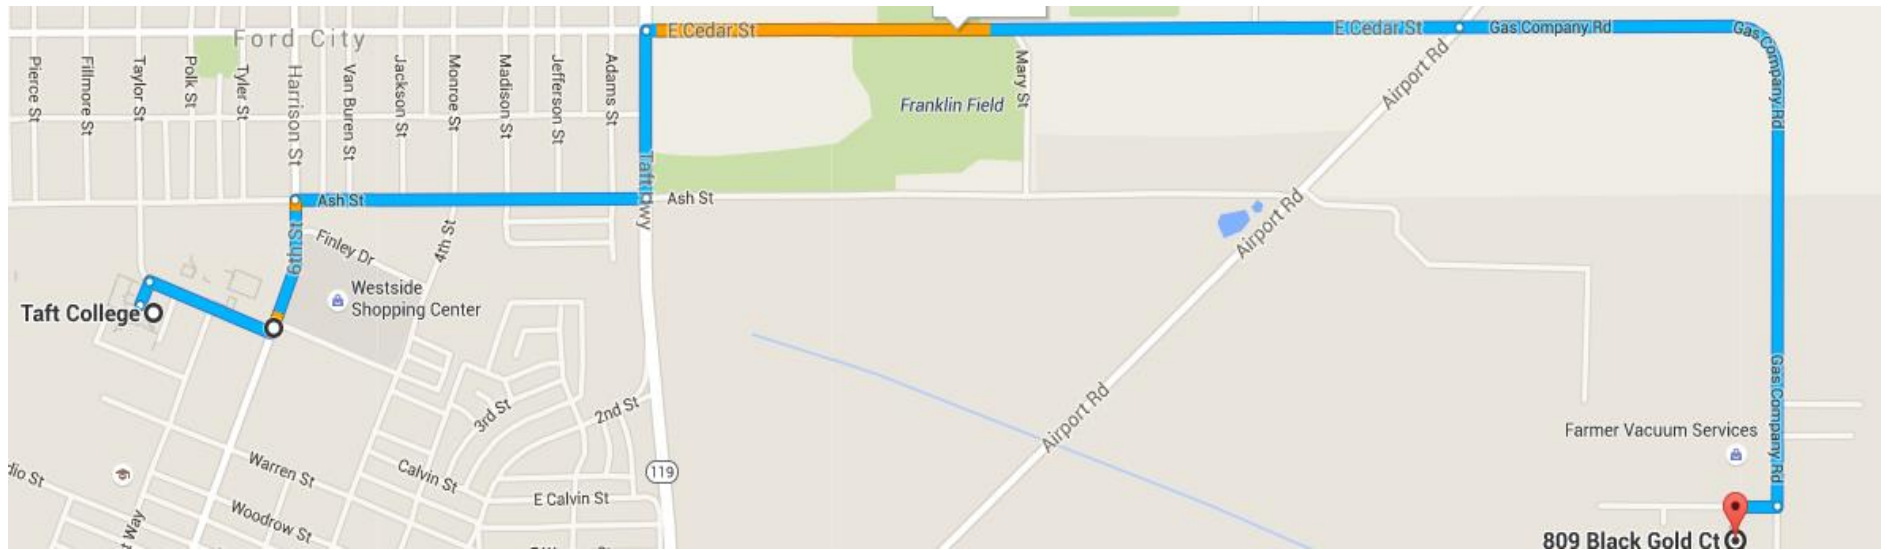 E Cedar St
E Cedar St
Gas Company Rd
Gas Company Rd
Ford City
Pierce St
Fillmore St
Taylor St
Polk St
Tyler St
Harrison St
Van Buren St
Jackson St
Monroe St
Madison St
Jefferson St
Adams St
Franklin Field
Mary St
Airport Rd
Taft Hwy
Ash St
Ash St
6th St
Finley Dr
4th St
Airport Rd
Westside
Shopping Center
Taft College
3rd St
2nd St
Airport Rd
Gas Company Rd
Farmer Vacuum Services
119
Warren St
Calvin St
E Calvin St
Woodrow St
809 Black Gold Ct